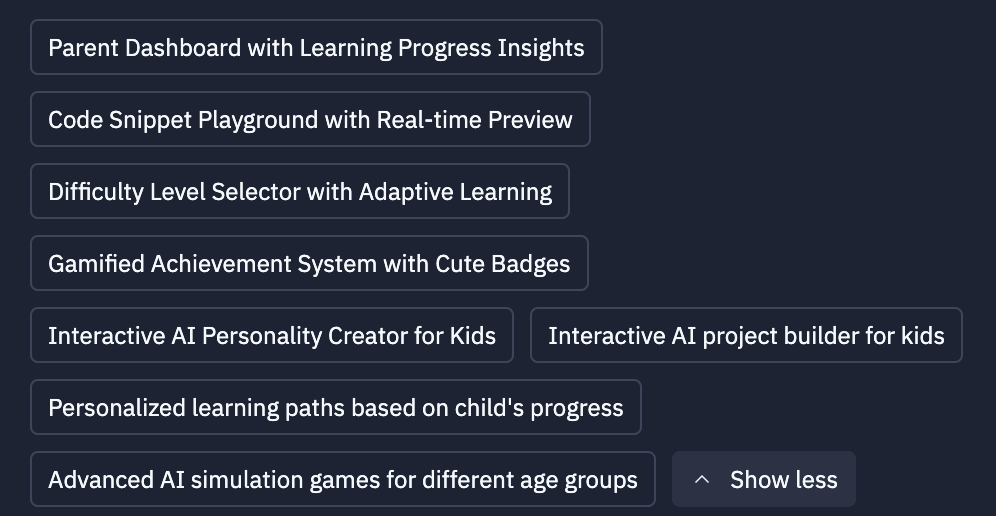 Parent Dashboard with Learning Progress Insights
Code Snippet Playground with Real-time Preview
Difficulty Level Selector with Adaptive Learning
Gamified Achievement System with Cute Badges
Interactive AI Personality Creator for Kids
Interactive AI project builder for kids
Personalized learning paths based on child's progress
Advanced AI simulation games for different age groups
Show less